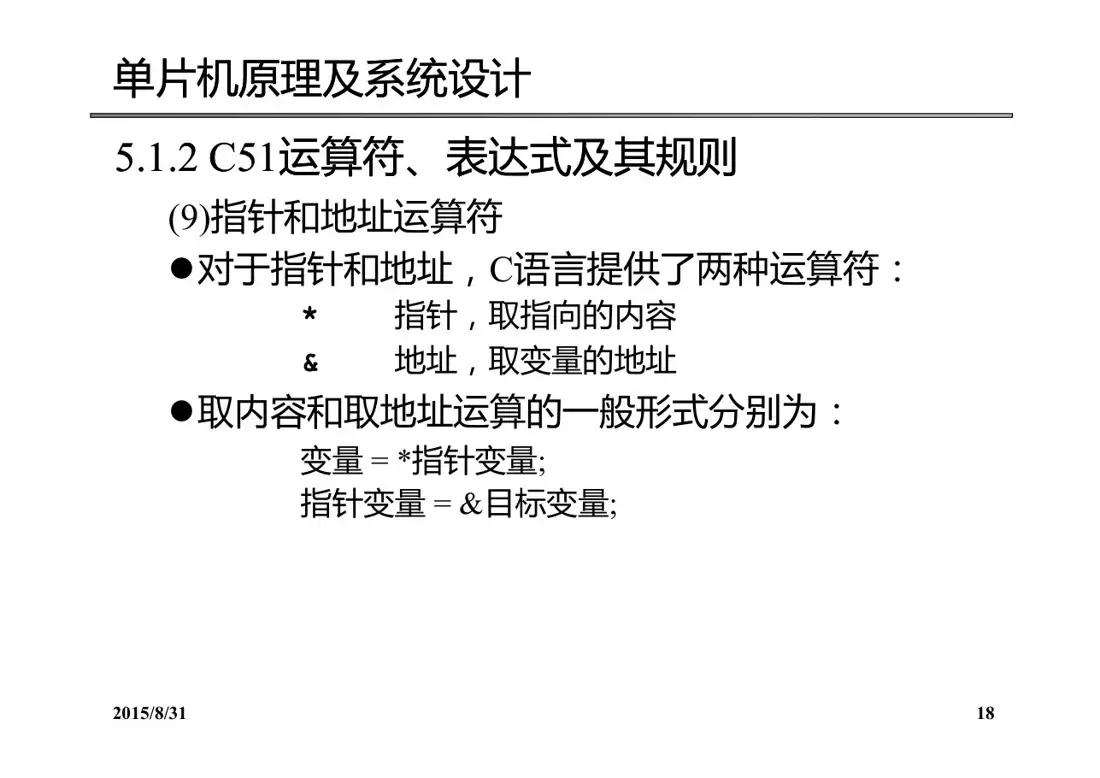 单片机原理及系统设计
5.1.2 C51运算符、表达式及其规则
(9)指针和地址运算符
●对于指针和地址，C语言提供了两种运算符：
* 指针，取指向的内容
& 地址，取变量的地址
●取内容和取地址运算的一般形式分别为：
变量 = *指针变量;
指针变量 = &目标变量;
2015/8/31 18